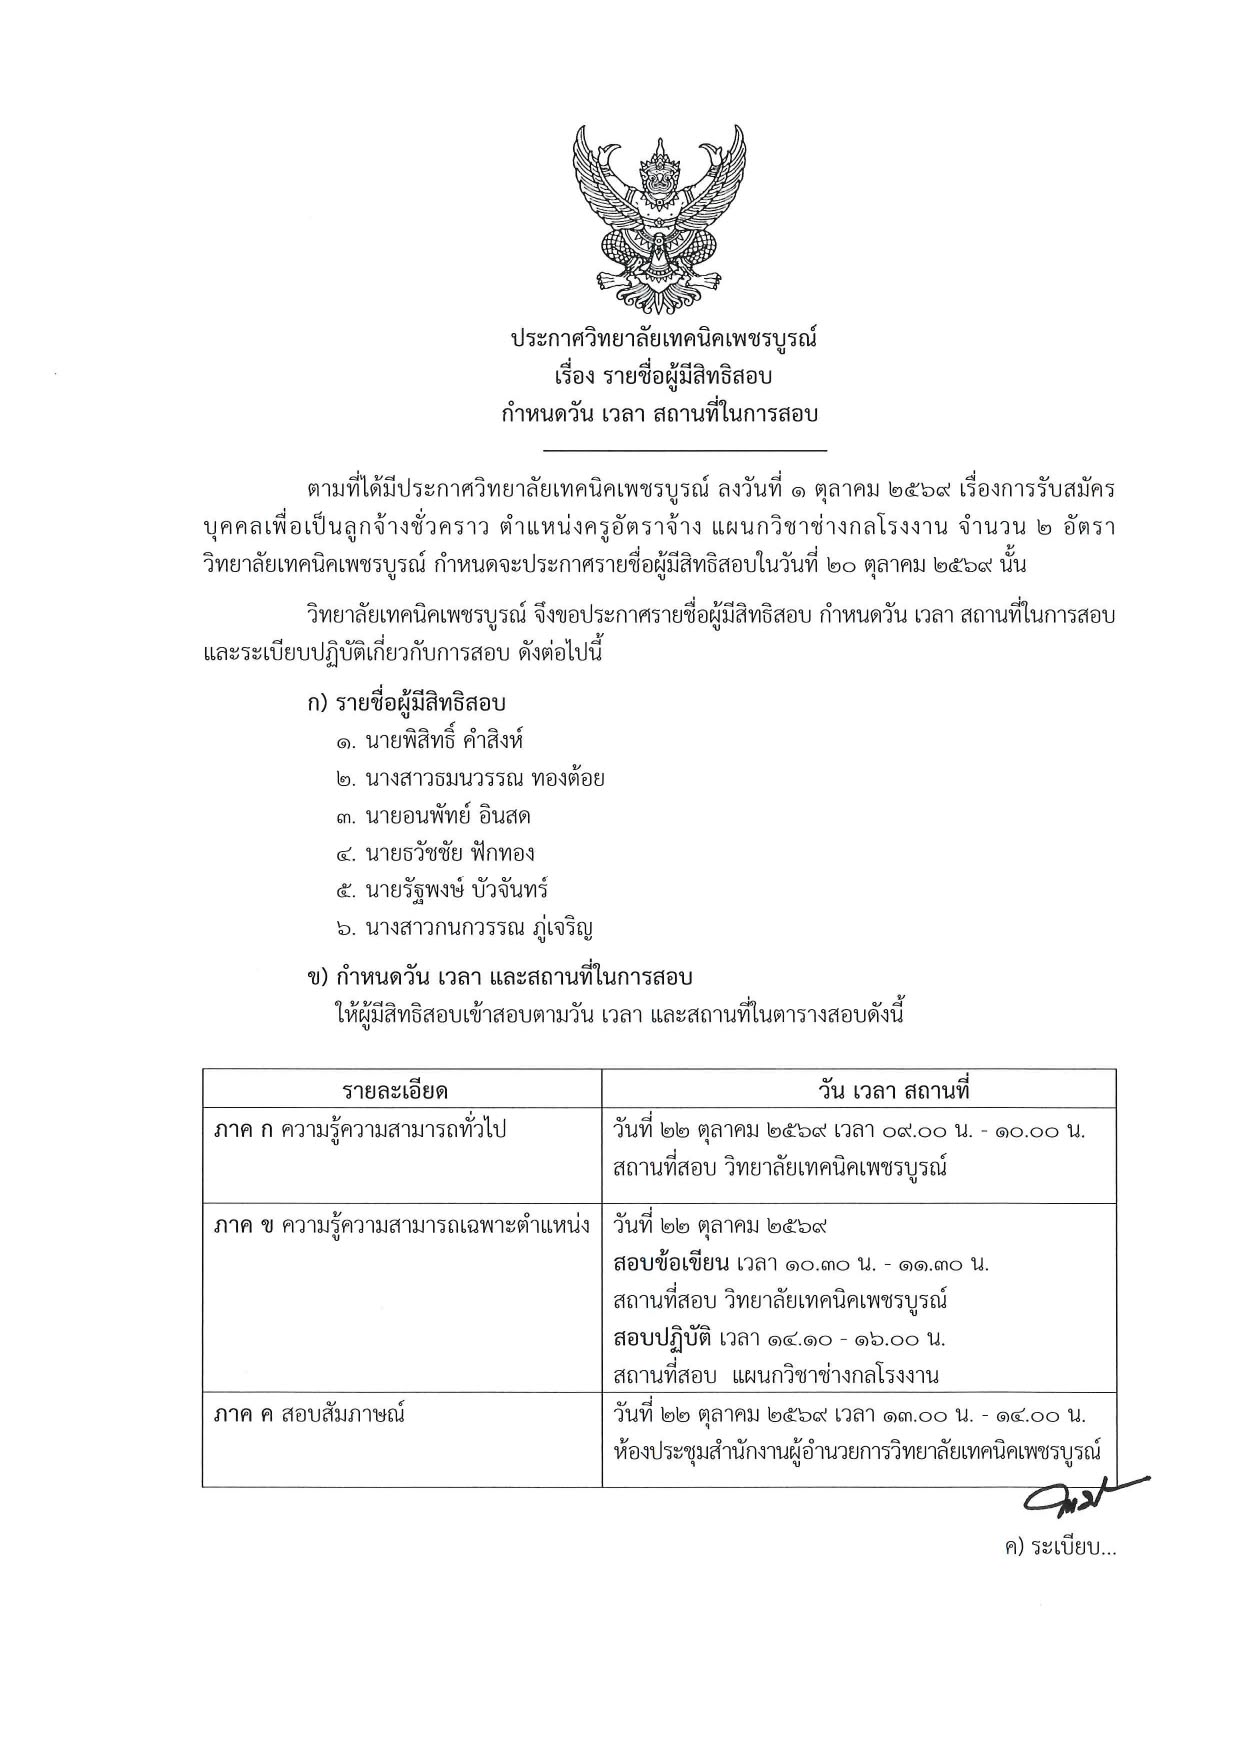 ประกาศวิทยาลัยเทคนิคเพชรบูรณ์
เรื่อง รายชื่อผู้มีสิทธิสอบ
กำหนดวัน เวลา สถานที่ในการสอบ
ตามที่ได้มีประกาศวิทยาลัยเทคนิคเพชรบูรณ์ ลงวันที่ ๑ ตุลาคม ๒๕๖๙ เรื่องการรับสมัคร
บุคคลเพื่อเป็นลูกจ้างชั่วคราว ตำแหน่งครูอัตราจ้าง แผนกวิชาช่างกลโรงงาน จำนวน ๒ อัตรา
วิทยาลัยเทคนิคเพชรบูรณ์ กำหนดจะประกาศรายชื่อผู้มีสิทธิสอบในวันที่ ๒๐ ตุลาคม ๒๕๖๙ นั้น
วิทยาลัยเทคนิคเพชรบูรณ์ จึงขอประกาศรายชื่อผู้มีสิทธิสอบ กำหนดวัน เวลา สถานที่ในการสอบ
และระเบียบปฏิบัติเกี่ยวกับการสอบ ดังต่อไปนี้
ก) รายชื่อผู้มีสิทธิสอบ
๑. นายพิสิทธิ์ คำสิงห์
๒. นางสาวธมนวรรณ ทองต้อย
๓. นายอนพัทย์ อินสด
๔. นายธวัชชัย ฟักทอง
๕. นายรัฐพงษ์ บัวจันทร์
๖. นางสาวกนกวรรณ ภู่เจริญ
ข) กำหนดวัน เวลา และสถานที่ในการสอบ
ให้ผู้มีสิทธิสอบเข้าสอบตามวัน เวลา และสถานที่ในตารางสอบดังนี้
รายละเอียด วัน เวลา สถานที่
ภาค ก ความรู้ความสามารถทั่วไป วันที่ ๒๒ ตุลาคม ๒๕๖๙ เวลา ๐๙.๐๐ น. - ๑๐.๐๐ น.
สถานที่สอบ วิทยาลัยเทคนิคเพชรบูรณ์
ภาค ข ความรู้ความสามารถเฉพาะตำแหน่ง วันที่ ๒๒ ตุลาคม ๒๕๖๙
สอบข้อเขียน เวลา ๑๐.๓๐ น. - ๑๑.๓๐ น.
สถานที่สอบ วิทยาลัยเทคนิคเพชรบูรณ์
สอบปฏิบัติ เวลา ๑๔.๑๐ - ๑๖.๐๐ น.
สถานที่สอบ แผนกวิชาช่างกลโรงงาน
ภาค ค สอบสัมภาษณ์ วันที่ ๒๒ ตุลาคม ๒๕๖๙ เวลา ๑๓.๐๐ น. - ๑๔.๐๐ น.
ห้องประชุมสำนักงานผู้อำนวยการวิทยาลัยเทคนิคเพชรบูรณ์
ค) ระเบียบ...